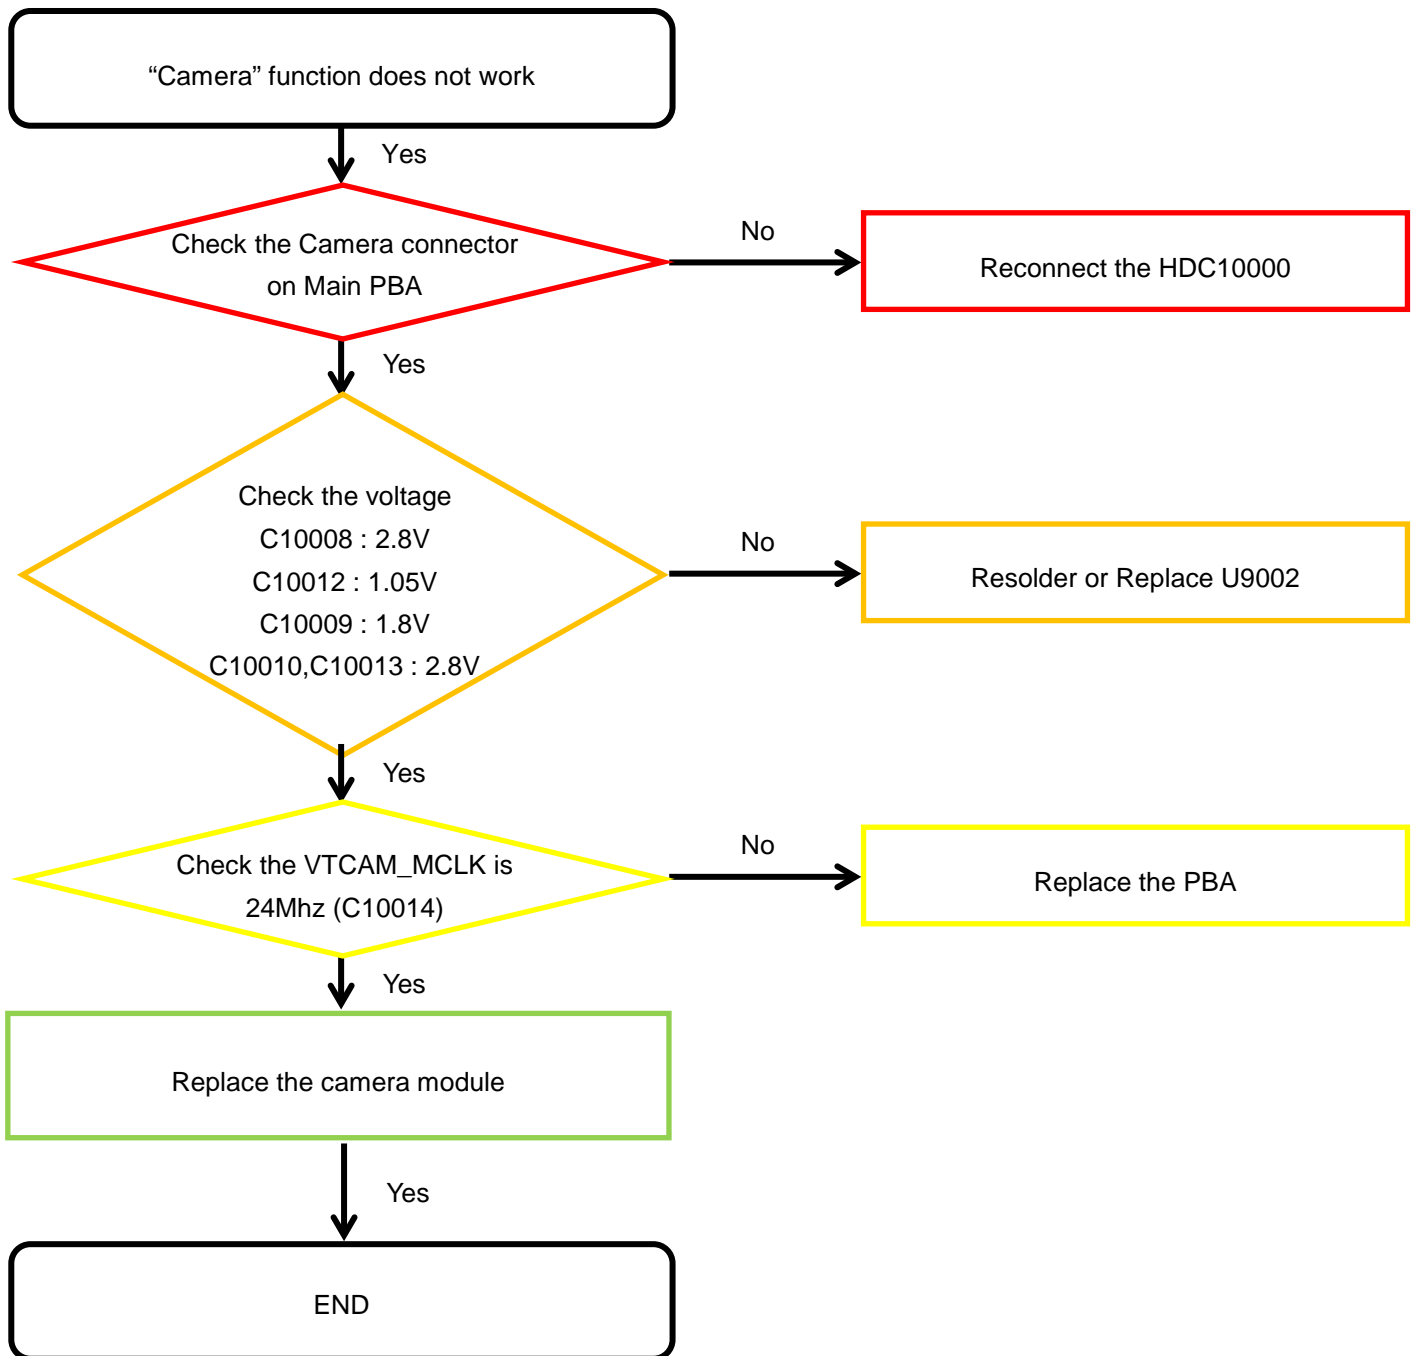 “Camera” function does not work
Yes
Check the Camera connector
on Main PBA
No
Reconnect the HDC10000
Yes
Check the voltage
C10008 : 2.8V
C10012 : 1.05V
C10009 : 1.8V
C10010,C10013 : 2.8V
No
Resolder or Replace U9002
Yes
Check the VTCAM_MCLK is
24Mhz (C10014)
No
Replace the PBA
Yes
Replace the camera module
Yes
END